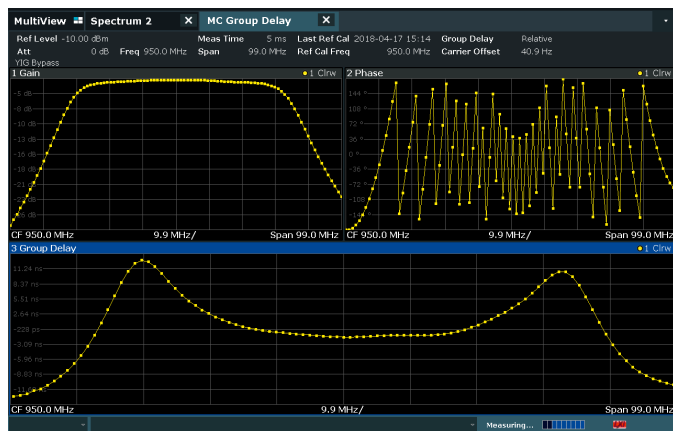 MultiView Spectrum 2 X MC Group Delay X
Ref Level -10.00 dBm Meas Time 5 ms Last Ref Cal 2018-04-17 15:14 Group Delay Relative
Att 0 dB Freq 950.0 MHz Span 99.0 MHz Ref Cal Freq 950.0 MHz Carrier Offset 40.9 Hz
YIG Bypass
1 Gain 1 Clrw
2 Phase 1 Clrw
-5 dB
-8 dB
-10 dB
-13 dB
-16 dB
-18 dB
144 °
108 °
72 °
36 °
0 °
-36 °
-72 °
-108 °
CF 950.0 MHz 9.9 MHz/ Span 99.0 MHz
CF 950.0 MHz 9.9 MHz/ Span 99.0 MHz
3 Group Delay 1 Clrw
11.24 ns
8.37 ns
5.51 ns
2.64 ns
-229 ps
-3.09 ns
-5.96 ns
-8.83 ns
CF 950.0 MHz 9.9 MHz/ Span 99.0 MHz
Measuring...